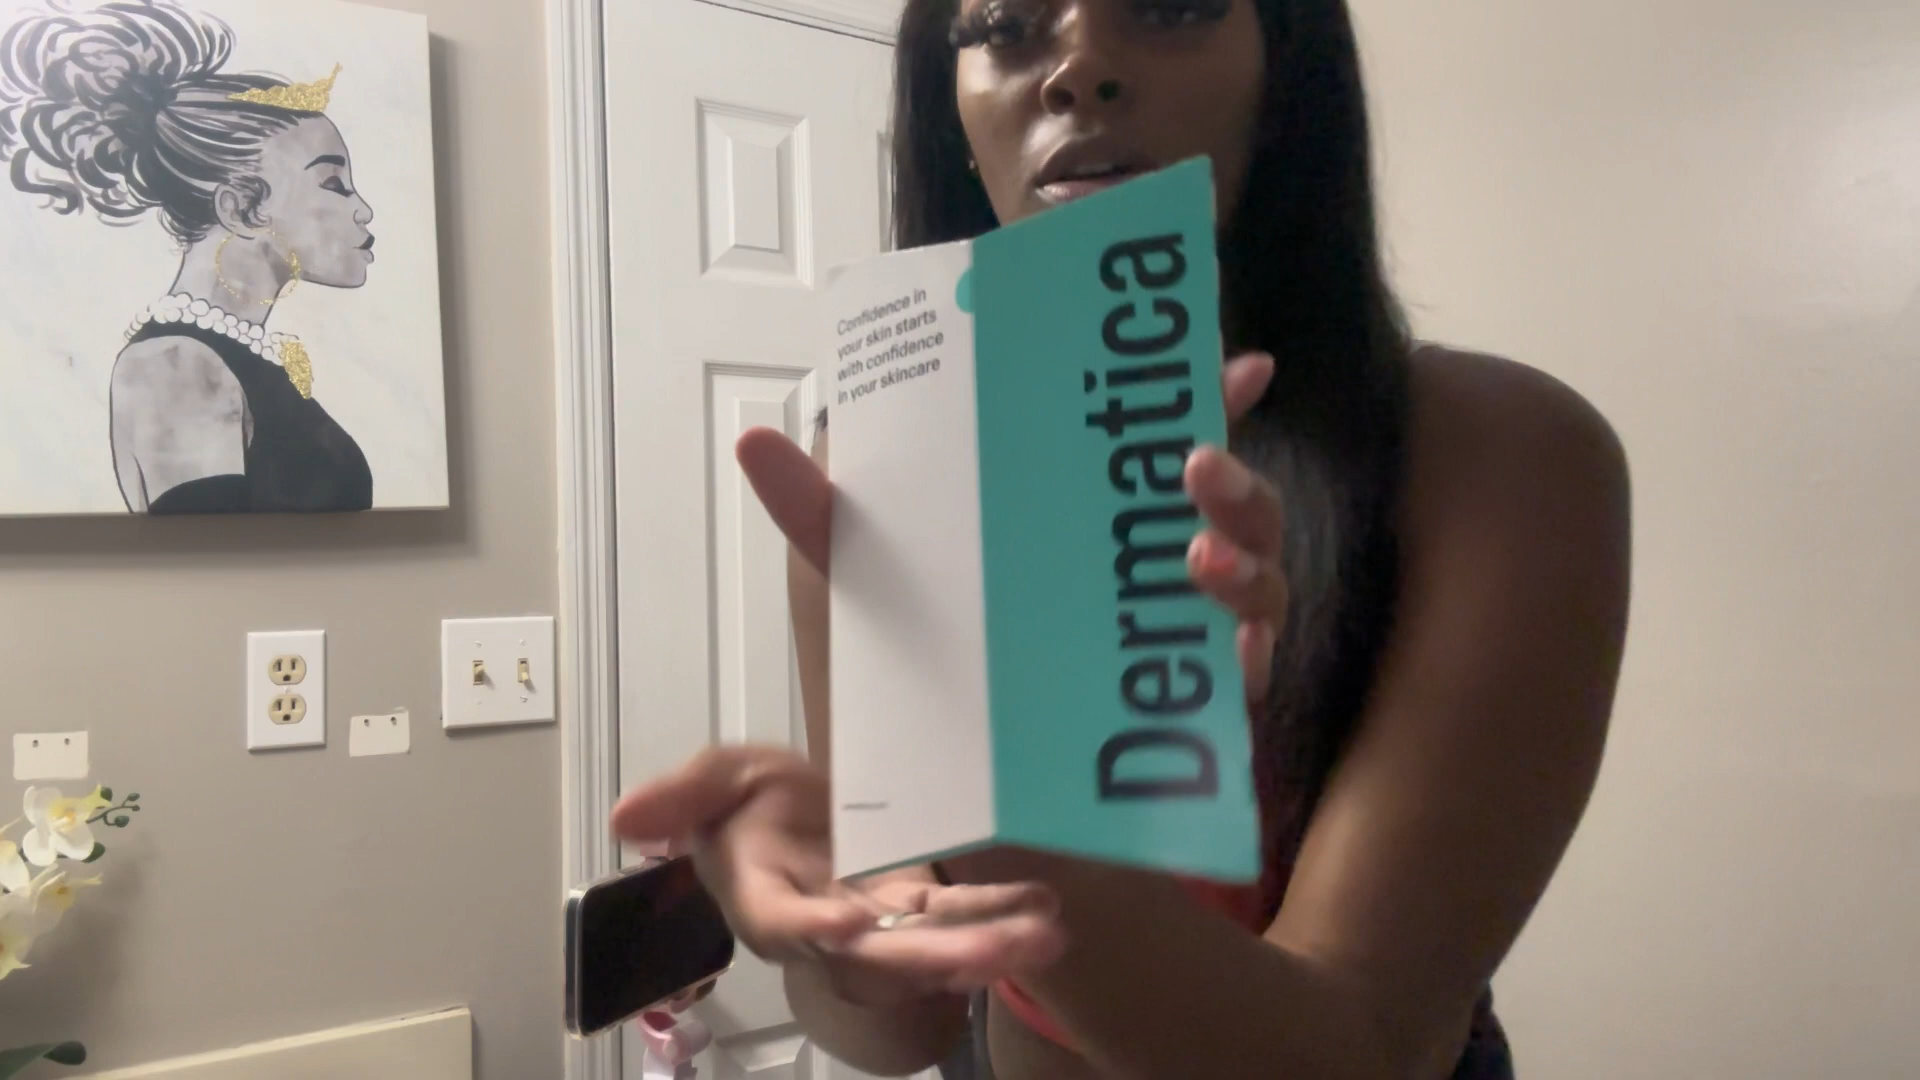 Confidence in
your skin starts
with confidence
in your skincare
Dermatica